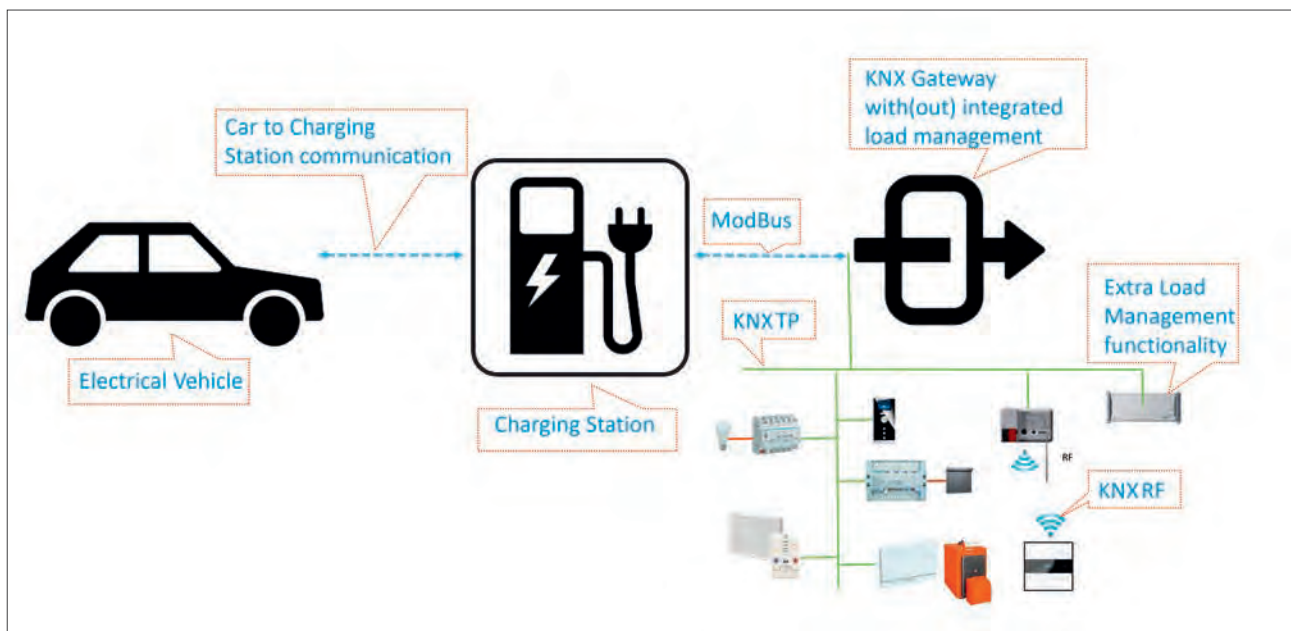 KNX Gateway
with(out) integrated
load management
Car to Charging
Station communication
ModBus
Extra Load
Management
functionality
KNX TP
Electrical Vehicle
Charging Station
RF
KNX RF